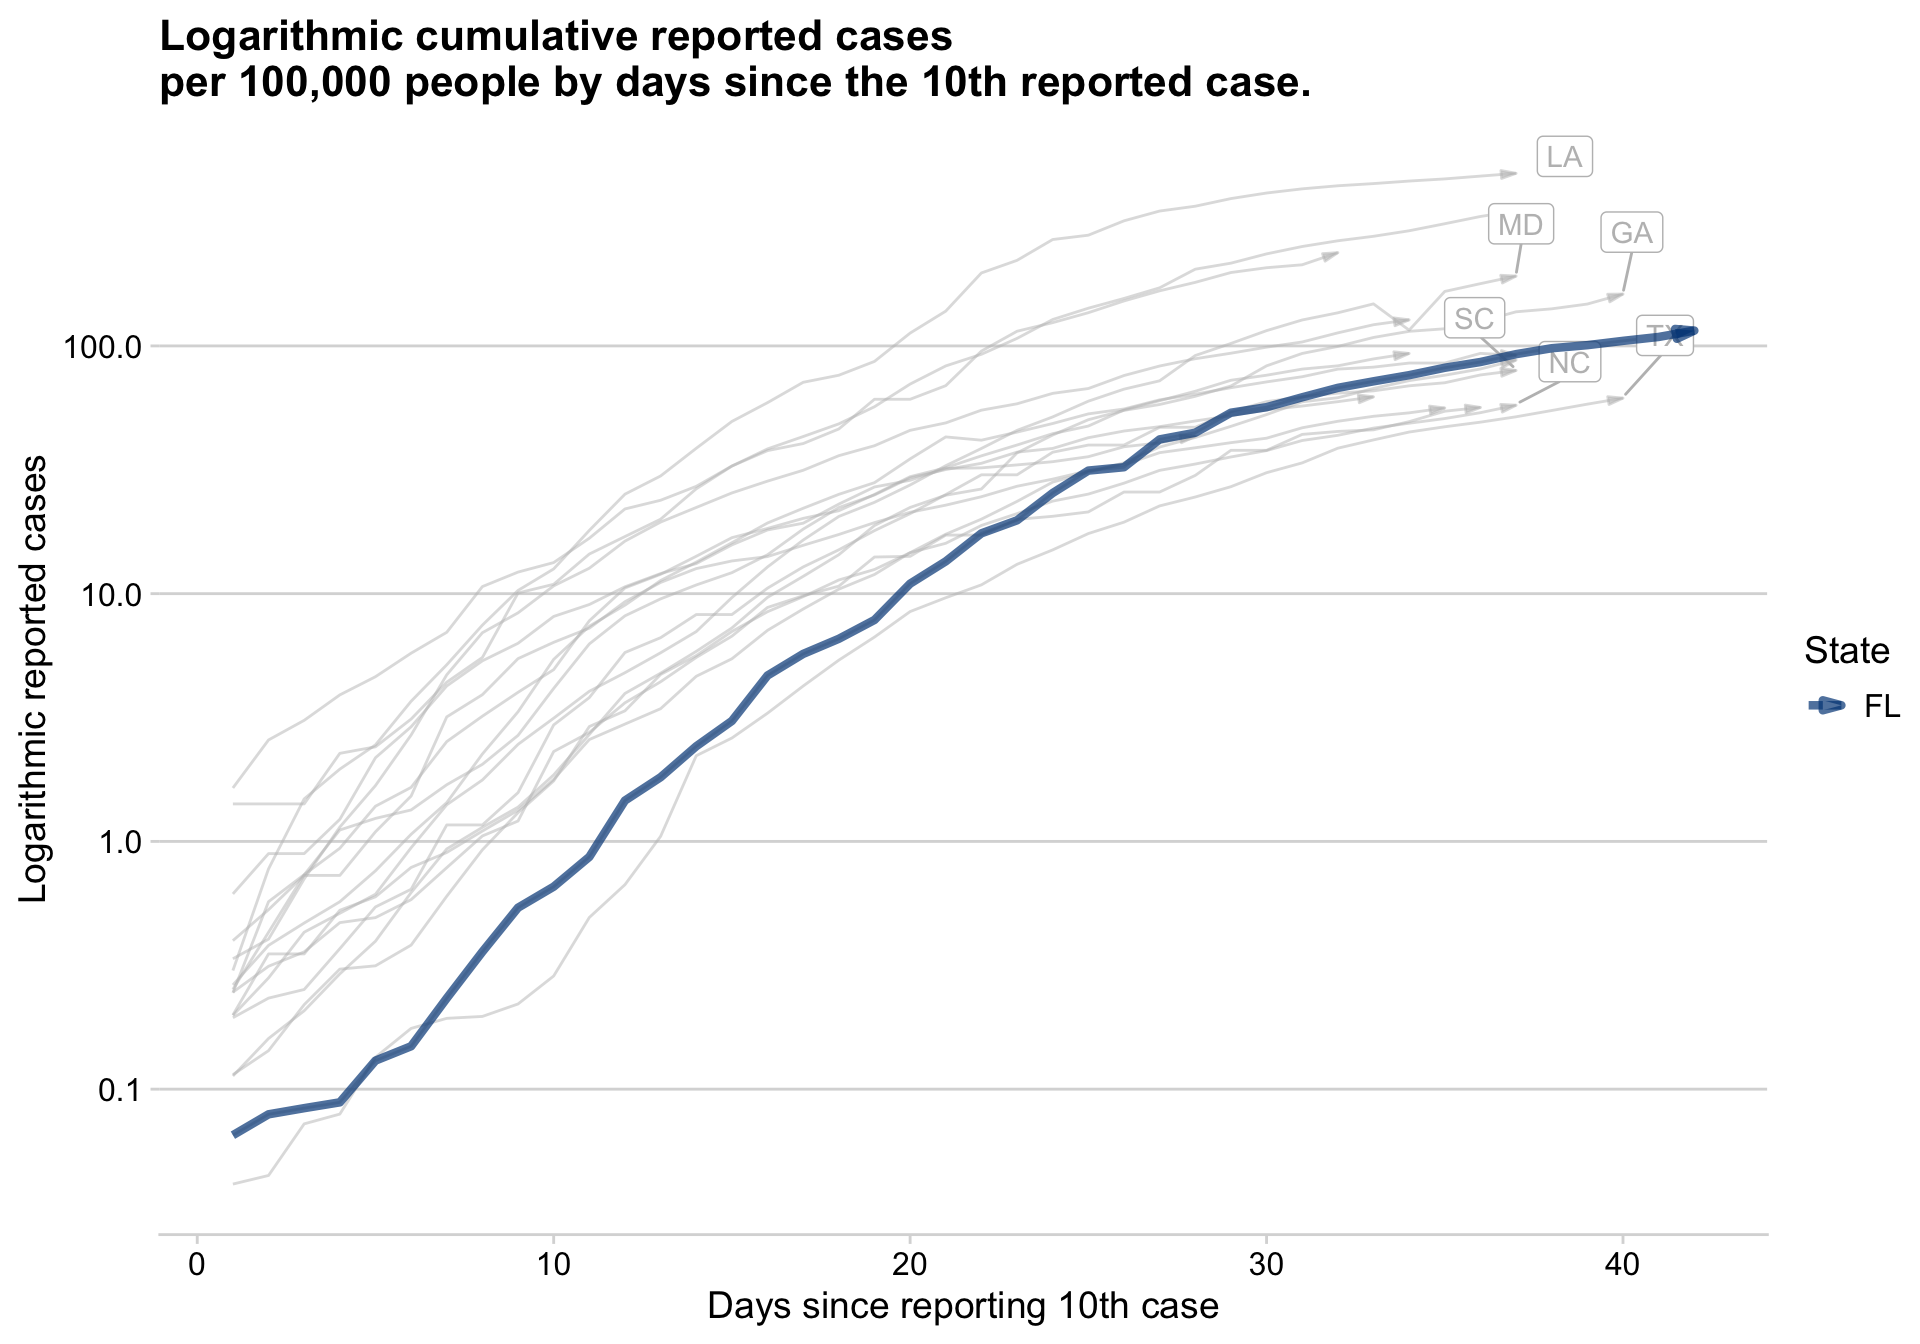 Logarithmic cumulative reported cases
per 100,000 people by days since the 10th reported case.
LA
MD
GA
SC
TX
NC
100.0
10.0
1.0
0.1
Logarithmic reported cases
0
10
20
30
40
Days since reporting 10th case
State
FL